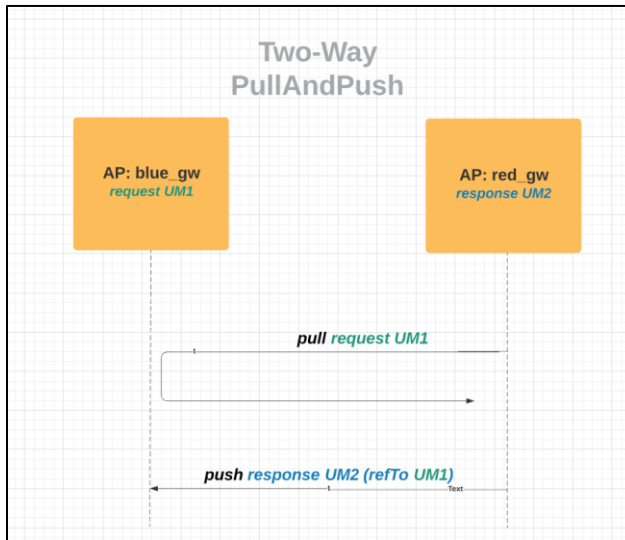 Two-Way
PullAndPush
AP: blue_gw
request UM1
AP: red_gw
response UM2
pull request UM1
push response UM2 (refTo UM1)
Text